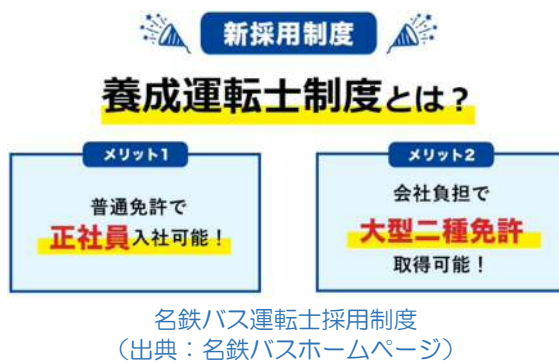 新採用制度
養成運転士制度とは？
メリット1
普通免許で
正社員入社可能！
メリット2
会社負担で
大型二種免許
取得可能！
名鉄バス運転士採用制度
（出典：名鉄バスホームページ）